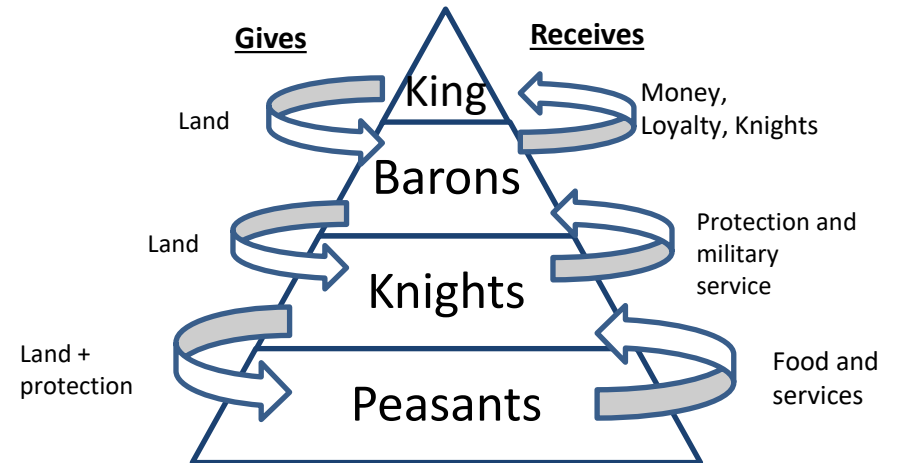 Gives
Receives
King
Land
Money,
Loyalty, Knights
Barons
Land
Protection and
military
service
Knights
Land +
protection
Food and
services
Peasants